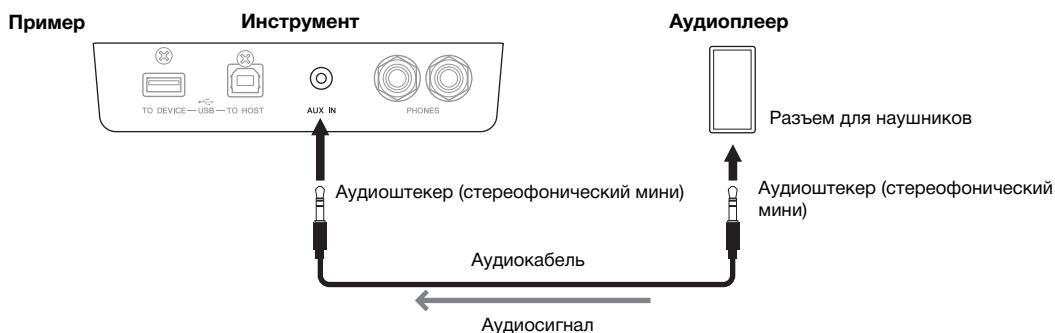 Пример
Инструмент
Аудиоплеер
TO DEVICE
USB
TO HOST
AUX IN
PHONES
Разъем для наушников
Аудиоштекер (стереофонический мини)
Аудиоштекер (стереофонический
мини)
Аудиокабель
Аудиосигнал